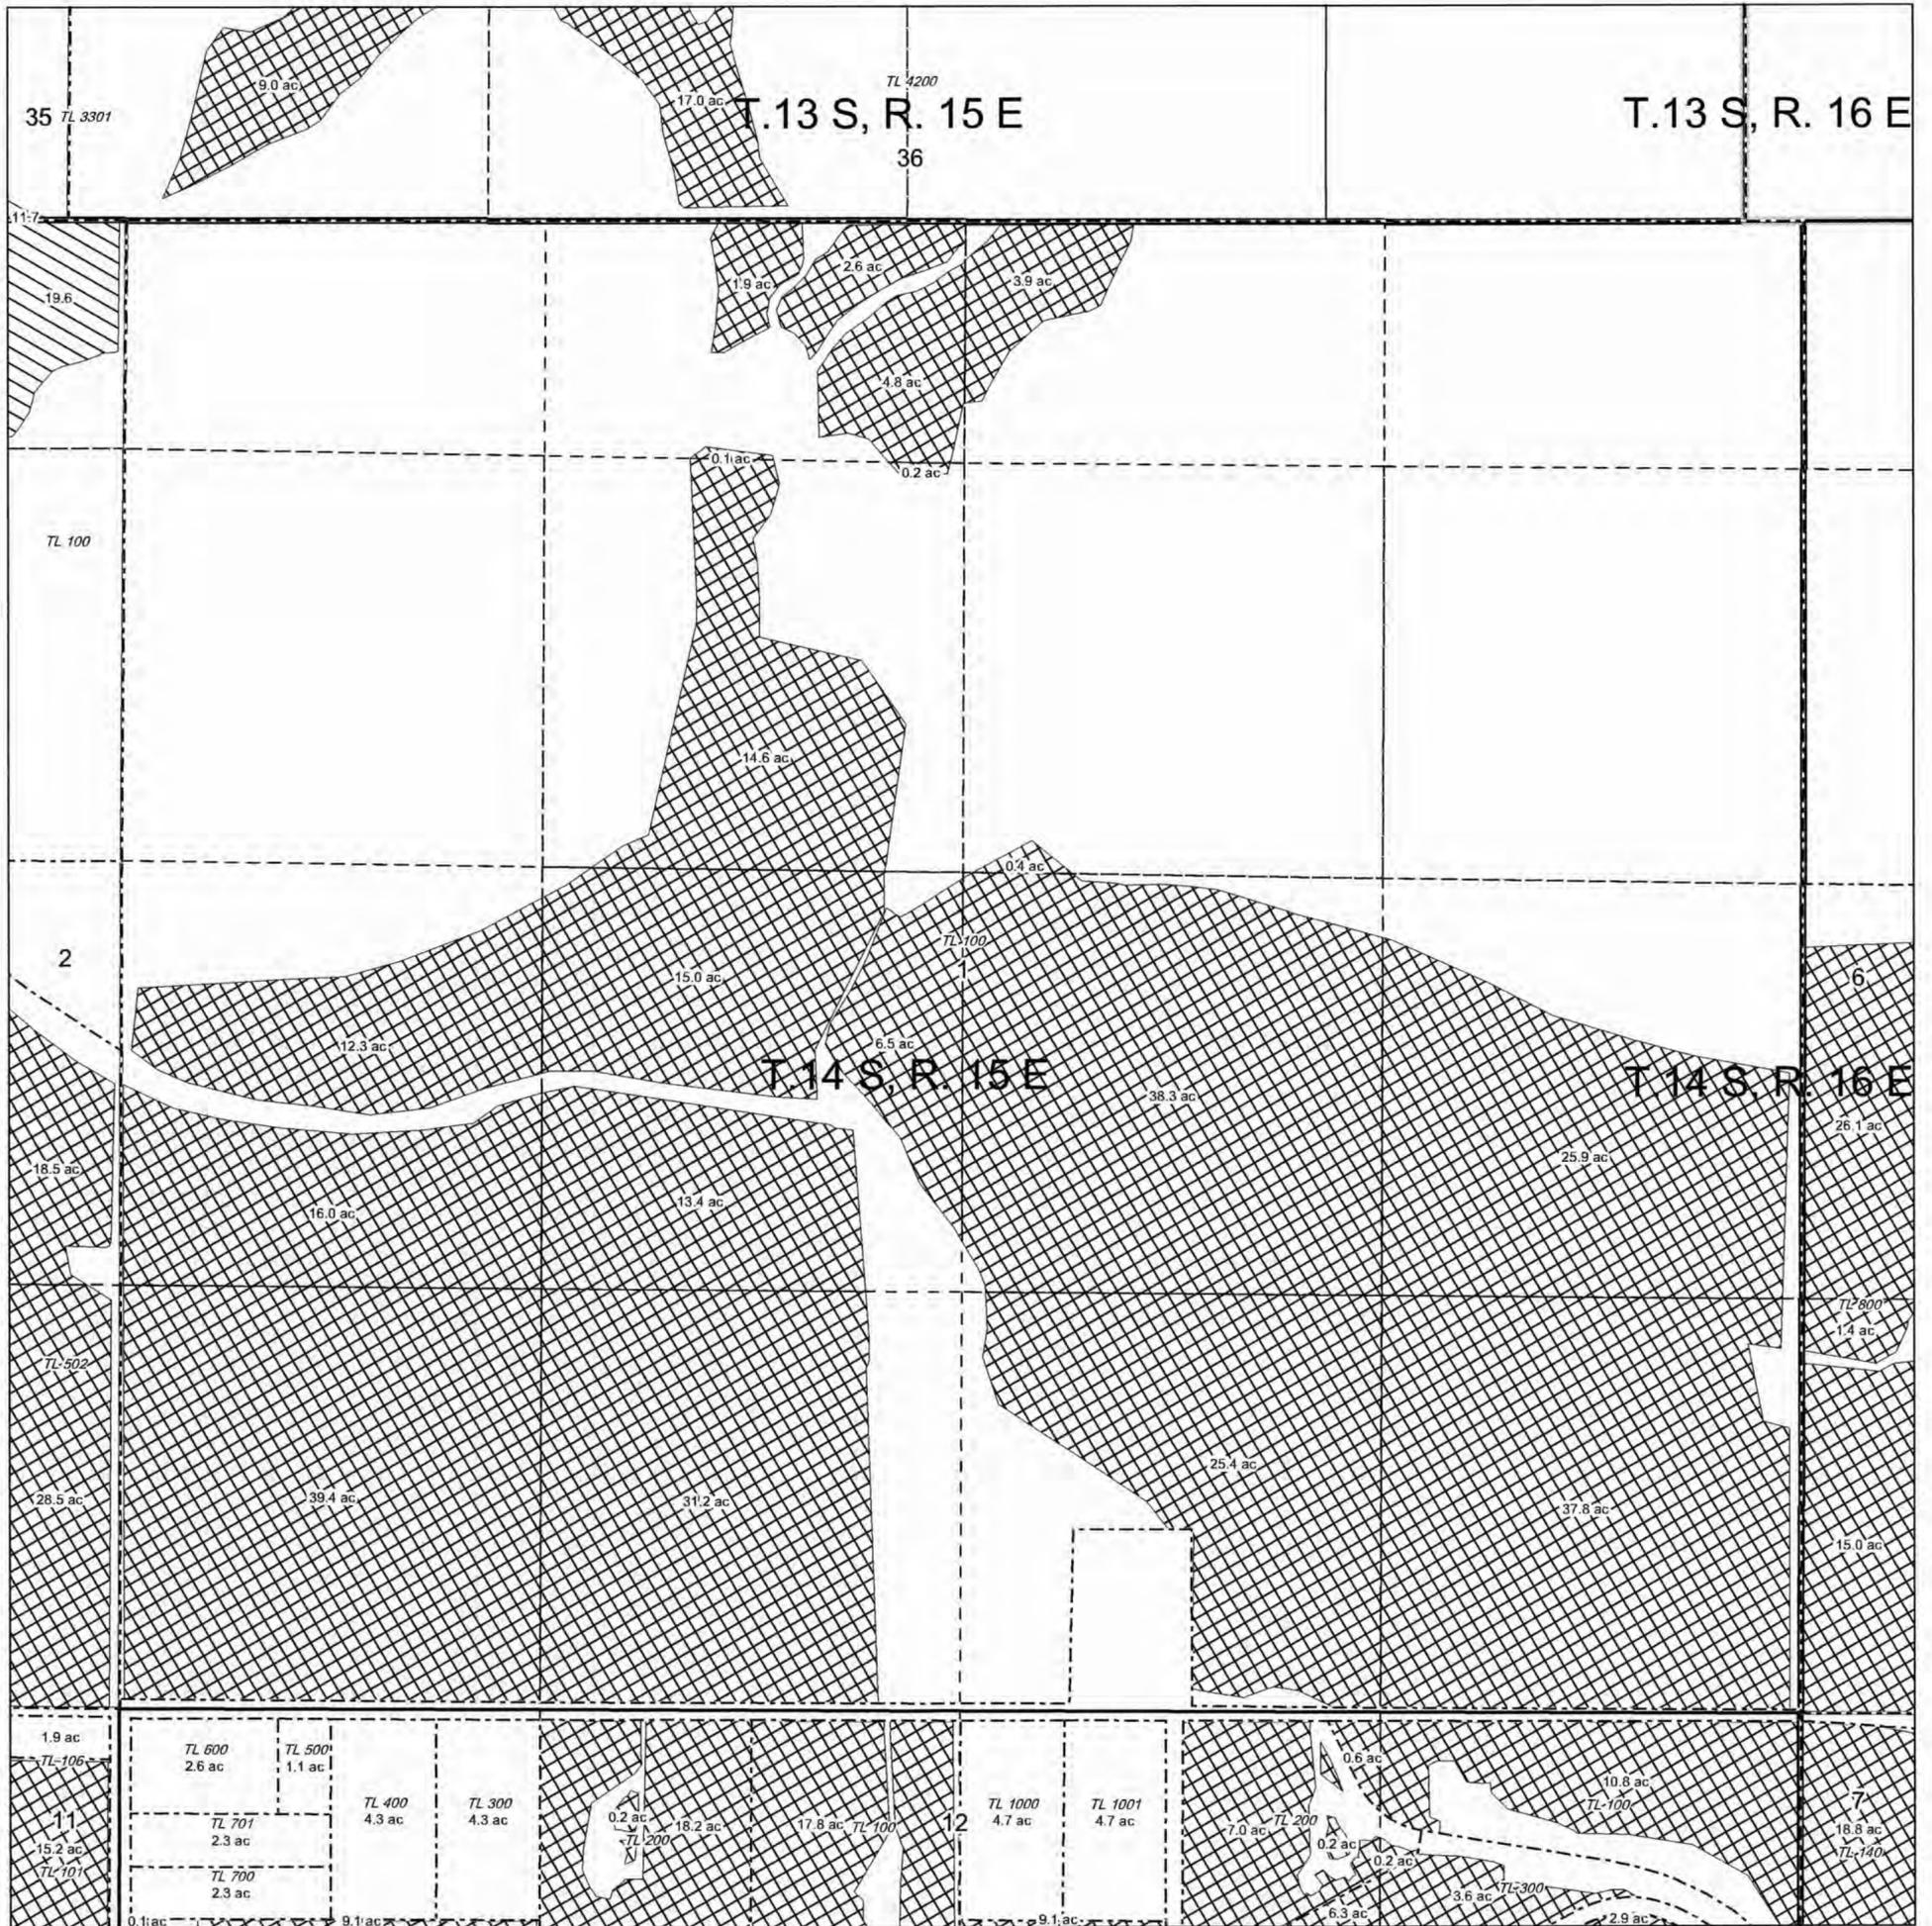 9.0 ac
TL 4200
17.0 ac
35 TL 3301
T.13 S, R. 15 E
T.13 S, R. 16 E
36
11.7
19.6
1.9 ac
2.6 ac
3.9 ac
4.8 ac
0.1 ac
0.2 ac
TL 100
14.6 ac
0.4 ac
TL 100
2
1
15.0 ac
6
12.3 ac
6.5 ac
T.14 S, R. 15 E
T.14 S, R. 16 E
38.3 ac
26.1 ac
18.5 ac
25.9 ac
16.0 ac
13.4 ac
TL 800
1.4 ac
TL 502
25.4 ac
28.5 ac
39.4 ac
31.2 ac
37.8 ac
15.0 ac
1.9 ac
TL 106
TL 600
2.6 ac
TL 500
1.1 ac
0.6 ac
10.8 ac
TL 100
TL 400
4.3 ac
TL 300
4.3 ac
TL 1000
4.7 ac
TL 1001
4.7 ac
7
11
0.2 ac
TL 200
18.2 ac
17.8 ac TL 100
12
7.0 ac
TL 200
18.8 ac
TL 140
TL 701
2.3 ac
0.2 ac
15.2 ac
TL 101
0.2 ac
TL 700
2.3 ac
TL 300
3.6 ac
6.3 ac
0.1 ac
9.1 ac
9.1 ac
2.9 ac